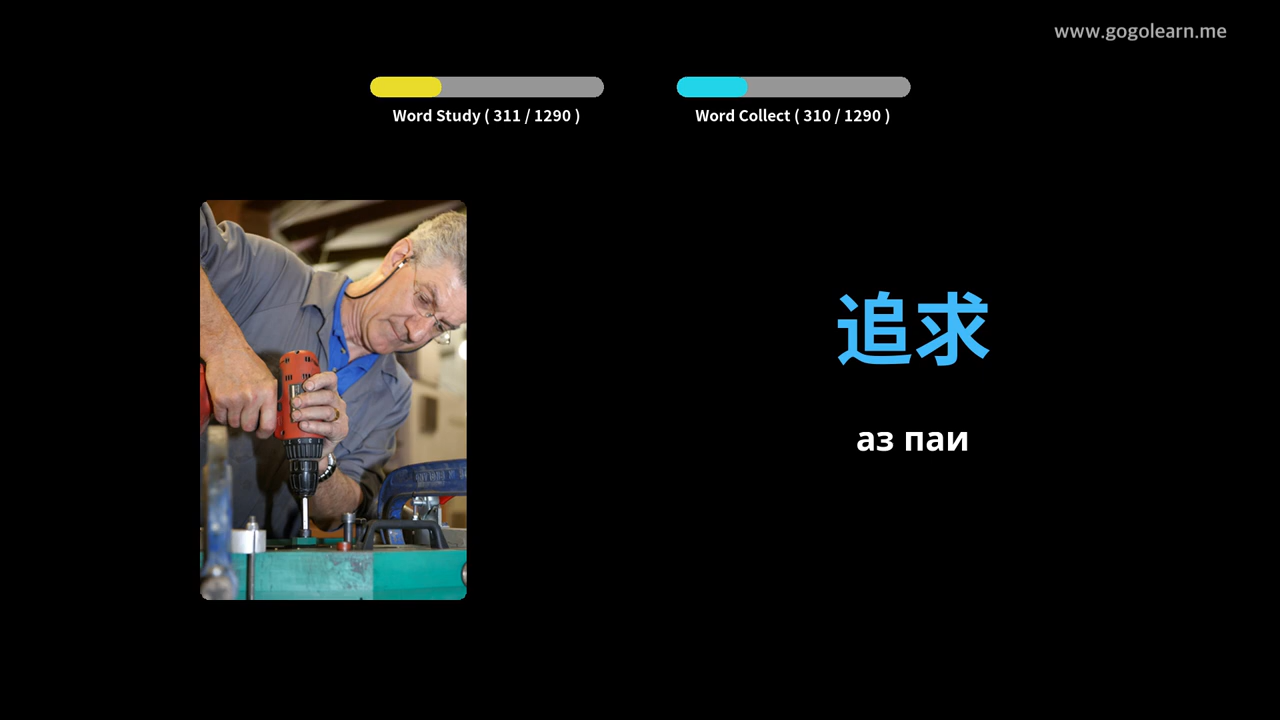 www.gogolearn.me
Word Study ( 311 / 1290 )
Word Collect ( 310 / 1290 )
追求
аз паи